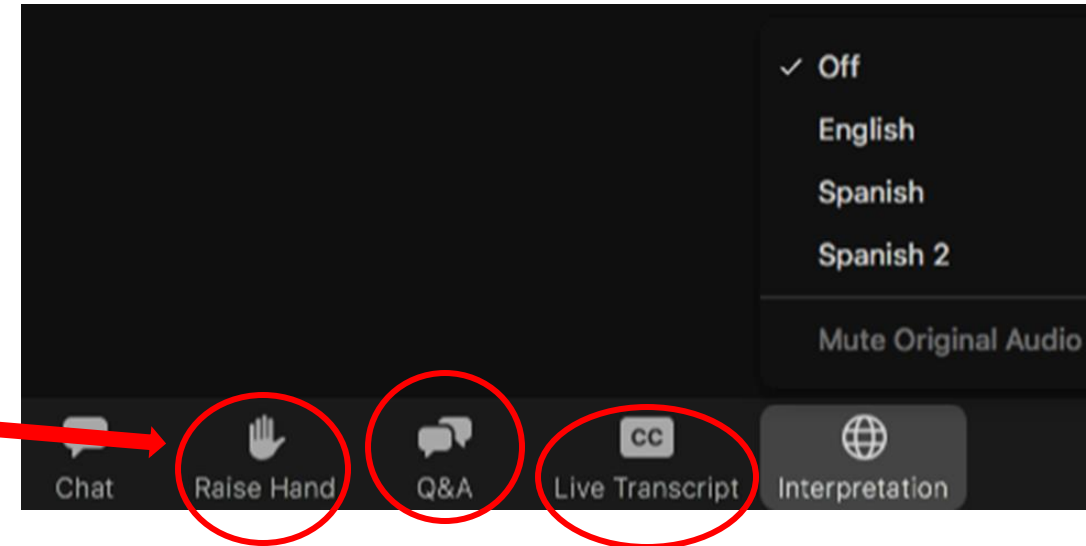 Off
English
Spanish
Spanish 2
Mute Original Audio
Chat
Raise Hand
Q&A
CC
Live Transcript
Interpretation